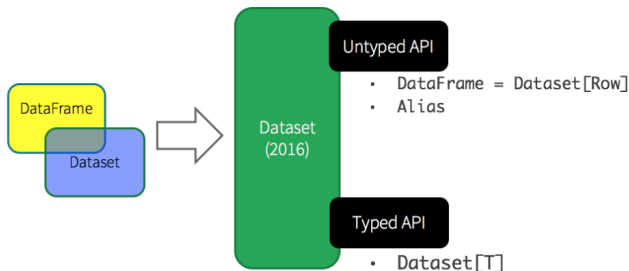 Untyped API
• DataFrame = Dataset[Row]
• Alias
DataFrame
Dataset
Dataset
(2016)
Typed API
• Dataset[T]